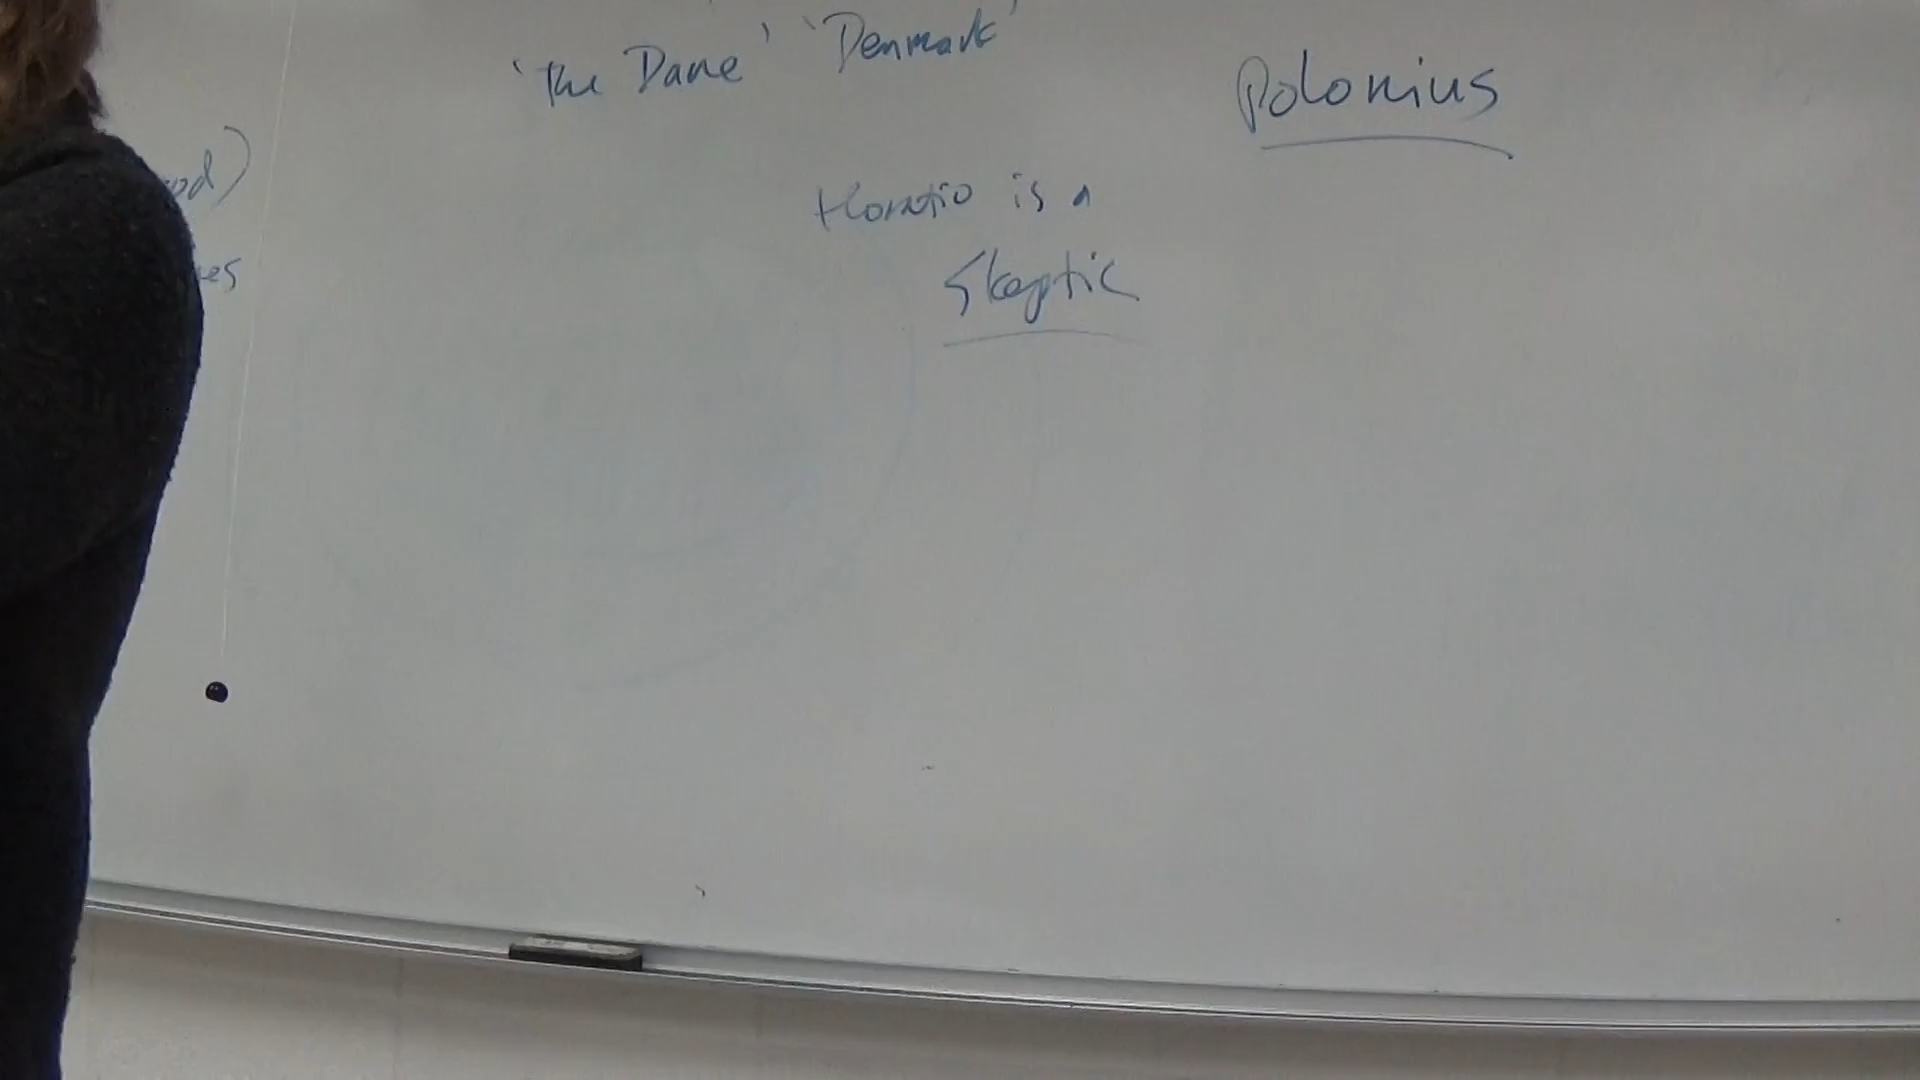 'The Dane' 'Denmark'
Polonius
Horatio is a
Skeptic